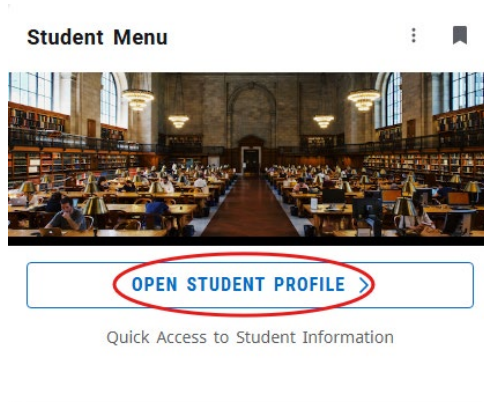 Student Menu
OPEN STUDENT PROFILE
Quick Access to Student Information